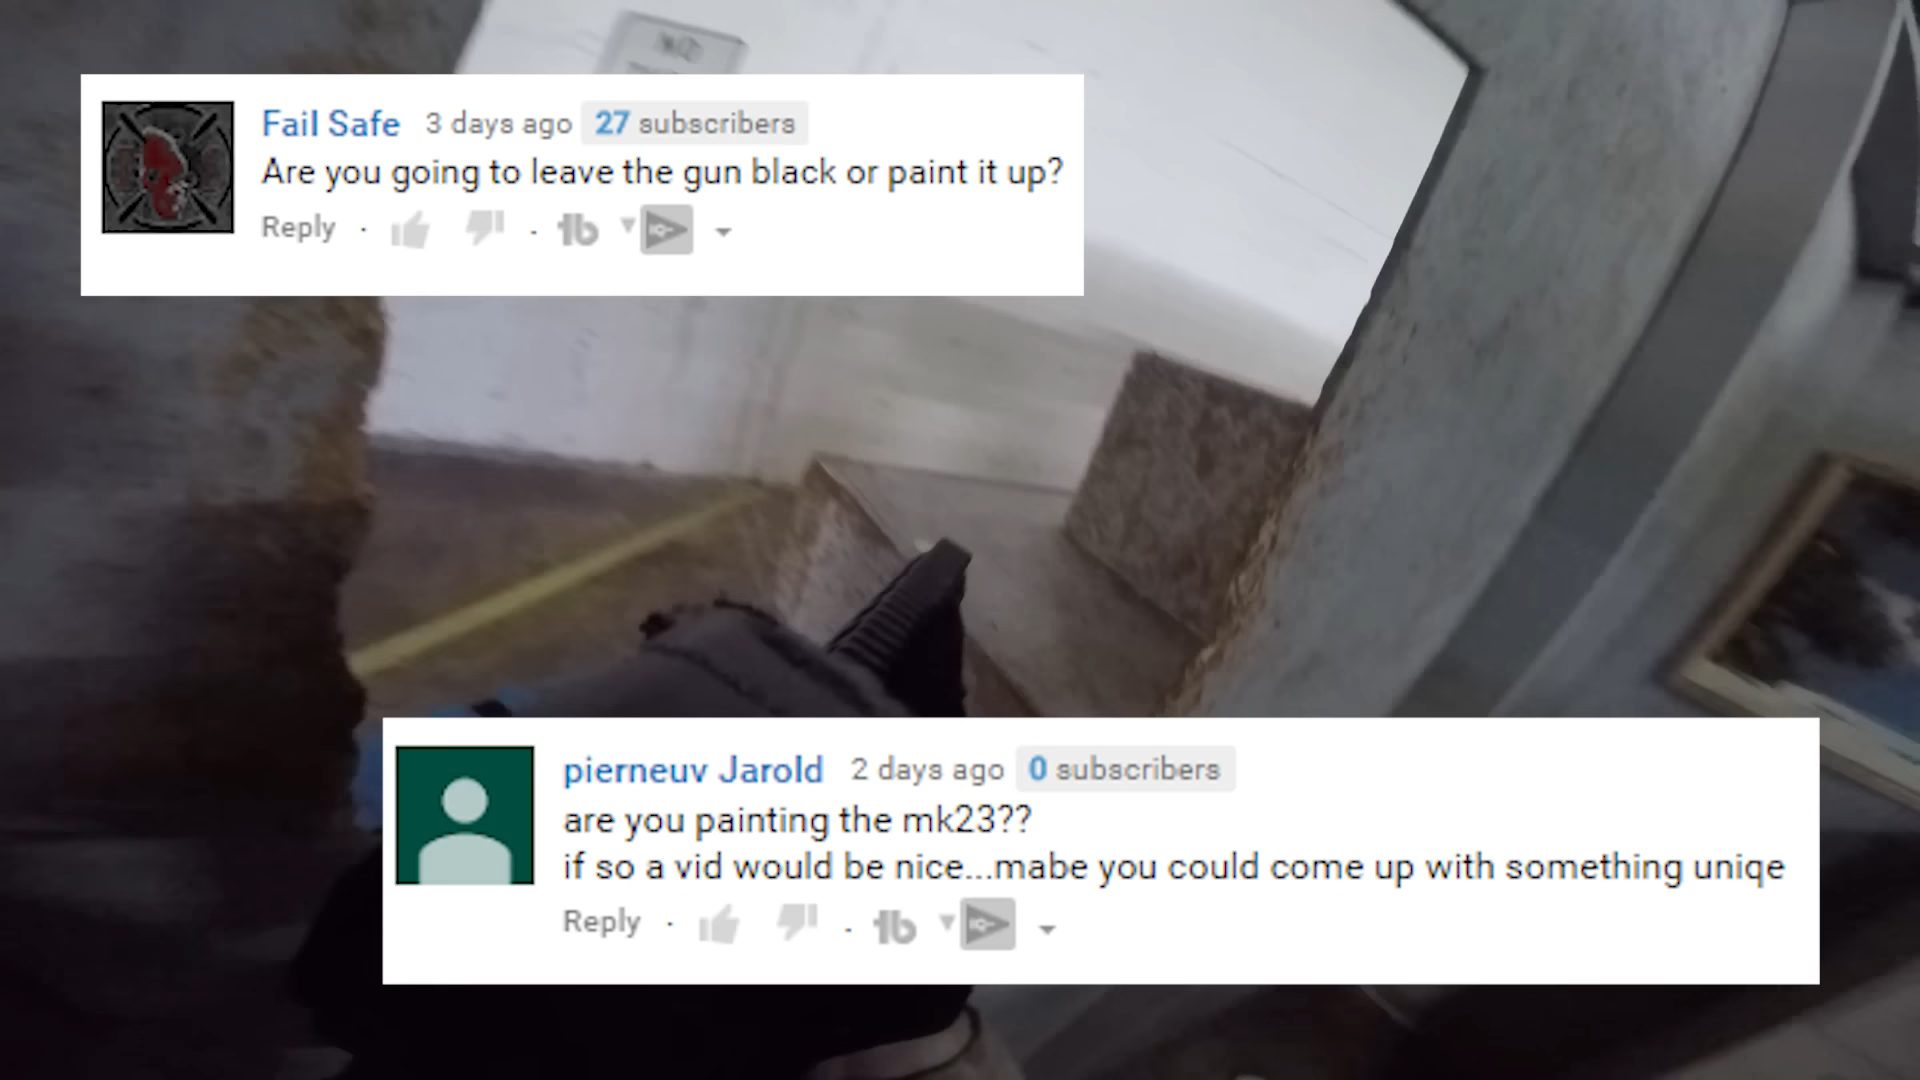 Fail Safe 3 days ago 27 subscribers
Are you going to leave the gun black or paint it up?
Reply
pierneuv Jarold 2 days ago 0 subscribers
are you painting the mk23??
if so a vid would be nice...mabe you could come up with something uniqe
Reply